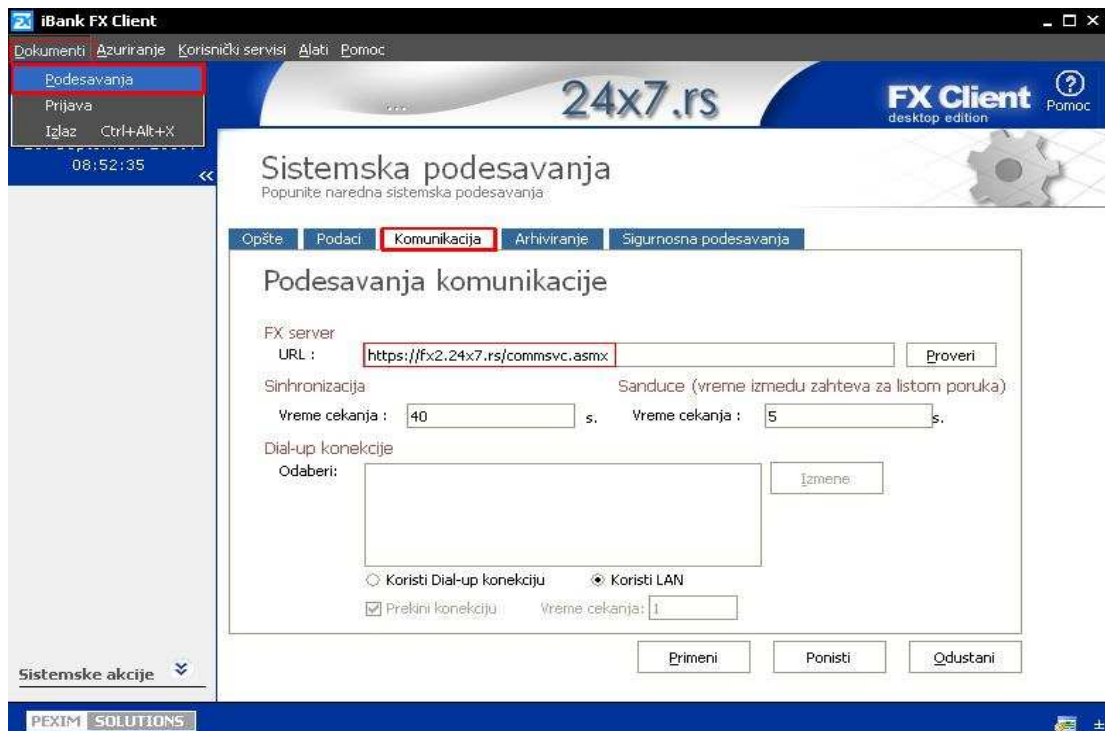 iBank FX Client
Dokumenti Azuriranje Korisnički servisi Alati Pomoc
Podesavanja
Prijava
Izlaz Ctrl+Alt+X
...
24x7.rs
FX Client
desktop edition
Pomoc
08:52:35
Sistemska podesavanja
Popunite naredna sistemska podesavanja
Opšte Podaci Komunikacija Arhiviranje Sigurnosna podesavanja
Podesavanja komunikacije
FX server
URL : https://fx2.24x7.rs/commsvc.asmx Proveri
Sinhronizacija Sanduce (vreme izmedu zahteva za listom poruka)
Vreme cekanja : 40 s. Vreme cekanja : 5 s.
Dial-up konekcije
Odaberi:
Izmene
Koristi Dial-up konekciju Koristi LAN
Prekini konekciju Vreme cekanja: 1
Primeni Ponisti Odustani
Sistemske akcije
PEXIM SOLUTIONS